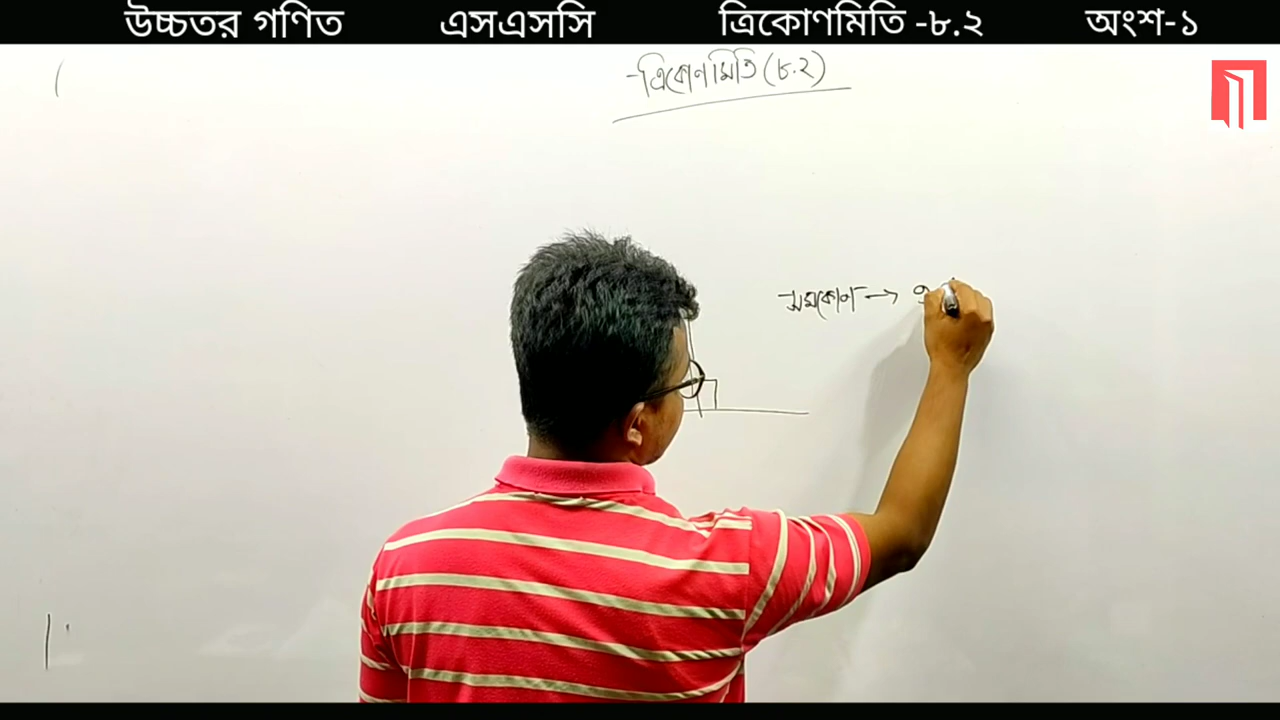 উচ্চতর গণিত এসএসসি ত্রিকোণমিতি -৮.২ অংশ-১
ত্রিকোণমিতি (৮.২)
সমকোণ →